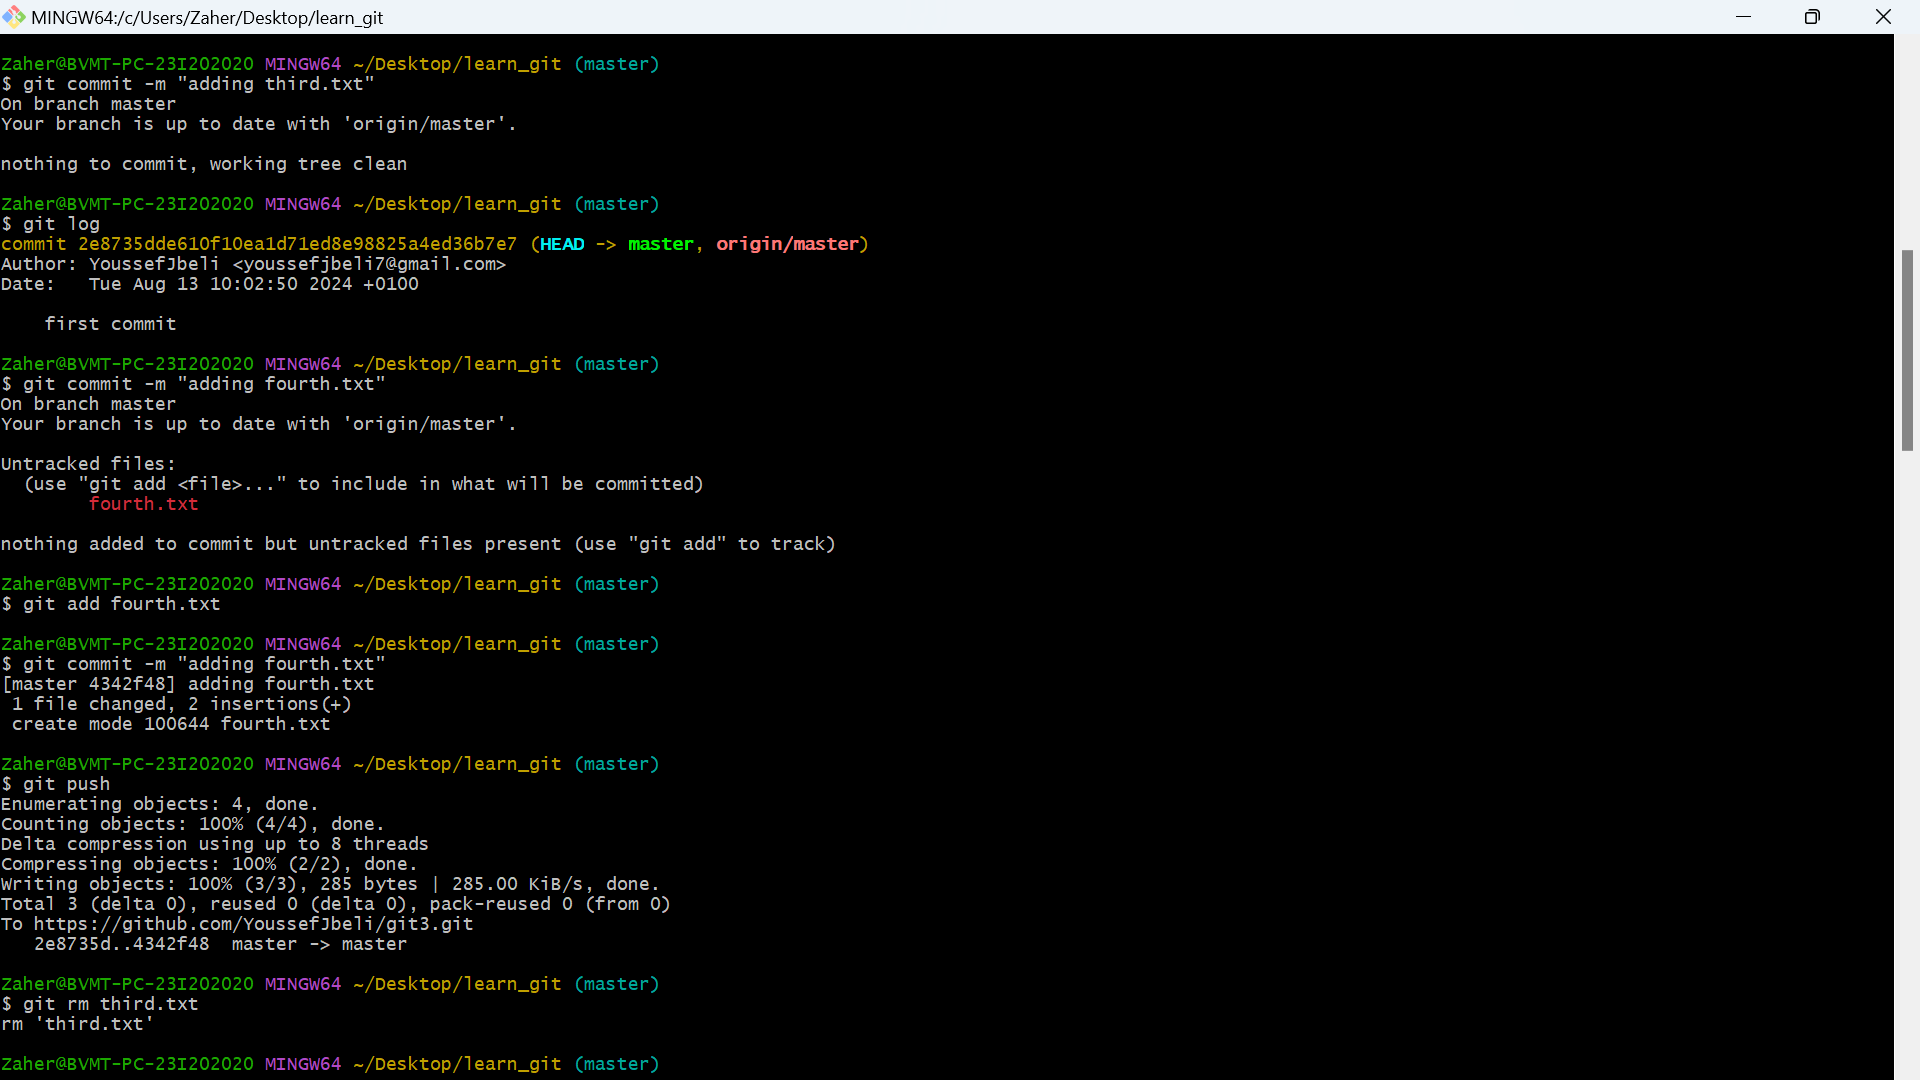 MINGW64:/c/Users/Zaher/Desktop/learn_git
Zaher@BVMT-PC-23I202020 MINGW64 ~/Desktop/learn_git (master)
$ git commit -m "adding third.txt"
On branch master
Your branch is up to date with 'origin/master'.
nothing to commit, working tree clean
Zaher@BVMT-PC-23I202020 MINGW64 ~/Desktop/learn_git (master)
$ git log
commit 2e8735dde610f10ea1d71ed8e98825a4ed36b7e7 (HEAD -> master, origin/master)
Author: YoussefJbeli <youssefjbeli7@gmail.com>
Date:   Tue Aug 13 10:02:50 2024 +0100
    first commit
Zaher@BVMT-PC-23I202020 MINGW64 ~/Desktop/learn_git (master)
$ git commit -m "adding fourth.txt"
On branch master
Your branch is up to date with 'origin/master'.
Untracked files:
  (use "git add <file>..." to include in what will be committed)
        fourth.txt
nothing added to commit but untracked files present (use "git add" to track)
Zaher@BVMT-PC-23I202020 MINGW64 ~/Desktop/learn_git (master)
$ git add fourth.txt
Zaher@BVMT-PC-23I202020 MINGW64 ~/Desktop/learn_git (master)
$ git commit -m "adding fourth.txt"
[master 4342f48] adding fourth.txt
 1 file changed, 2 insertions(+)
 create mode 100644 fourth.txt
Zaher@BVMT-PC-23I202020 MINGW64 ~/Desktop/learn_git (master)
$ git push
Enumerating objects: 4, done.
Counting objects: 100% (4/4), done.
Delta compression using up to 8 threads
Compressing objects: 100% (2/2), done.
Writing objects: 100% (3/3), 285 bytes | 285.00 KiB/s, done.
Total 3 (delta 0), reused 0 (delta 0), pack-reused 0 (from 0)
To https://github.com/YoussefJbeli/git3.git
   2e8735d..4342f48  master -> master
Zaher@BVMT-PC-23I202020 MINGW64 ~/Desktop/learn_git (master)
$ git rm third.txt
rm 'third.txt'
Zaher@BVMT-PC-23I202020 MINGW64 ~/Desktop/learn_git (master)